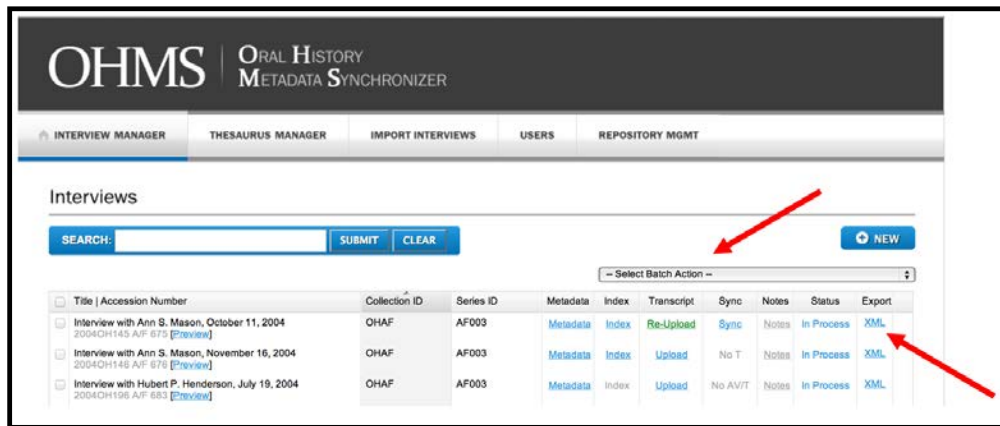 OHMS | ORAL HISTORY
METADATA SYNCHRONIZER
INTERVIEW MANAGER THESAURUS MANAGER IMPORT INTERVIEWS USERS REPOSITORY MGMT
Interviews
SEARCH: SUBMIT CLEAR NEW
-- Select Batch Action --
Title | Accession Number Collection ID Series ID Metadata Index Transcript Sync Notes Status Export
Interview with Ann S. Mason, October 11, 2004 OHAF AF003 Metadata Index Re-Upload Sync Notes In Process XML
2004OH145 A/F 675 [Preview]
Interview with Ann S. Mason, November 16, 2004 OHAF AF003 Metadata Index Upload No T Notes In Process XML
2004OH146 A/F 676 [Preview]
Interview with Hubert P. Henderson, July 19, 2004 OHAF AF003 Metadata Index Upload No AV/T Notes In Process XML
2004OH196 A/F 683 [Preview]